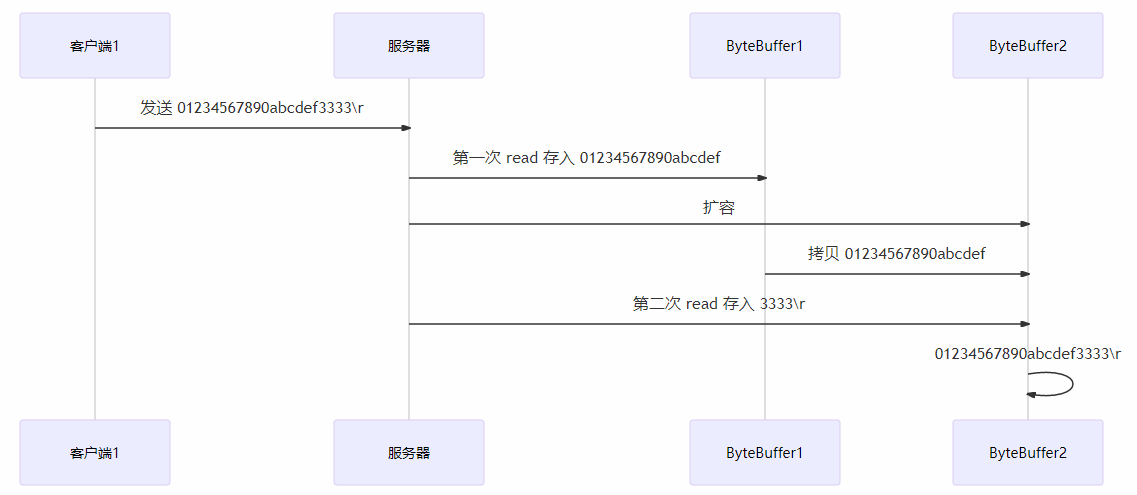 客户端1
服务器
ByteBuffer1
ByteBuffer2
发送 01234567890abcdef3333\r
第一次 read 存入 01234567890abcdef
扩容
拷贝 01234567890abcdef
第二次 read 存入 3333\r
01234567890abcdef3333\r
客户端1
服务器
ByteBuffer1
ByteBuffer2